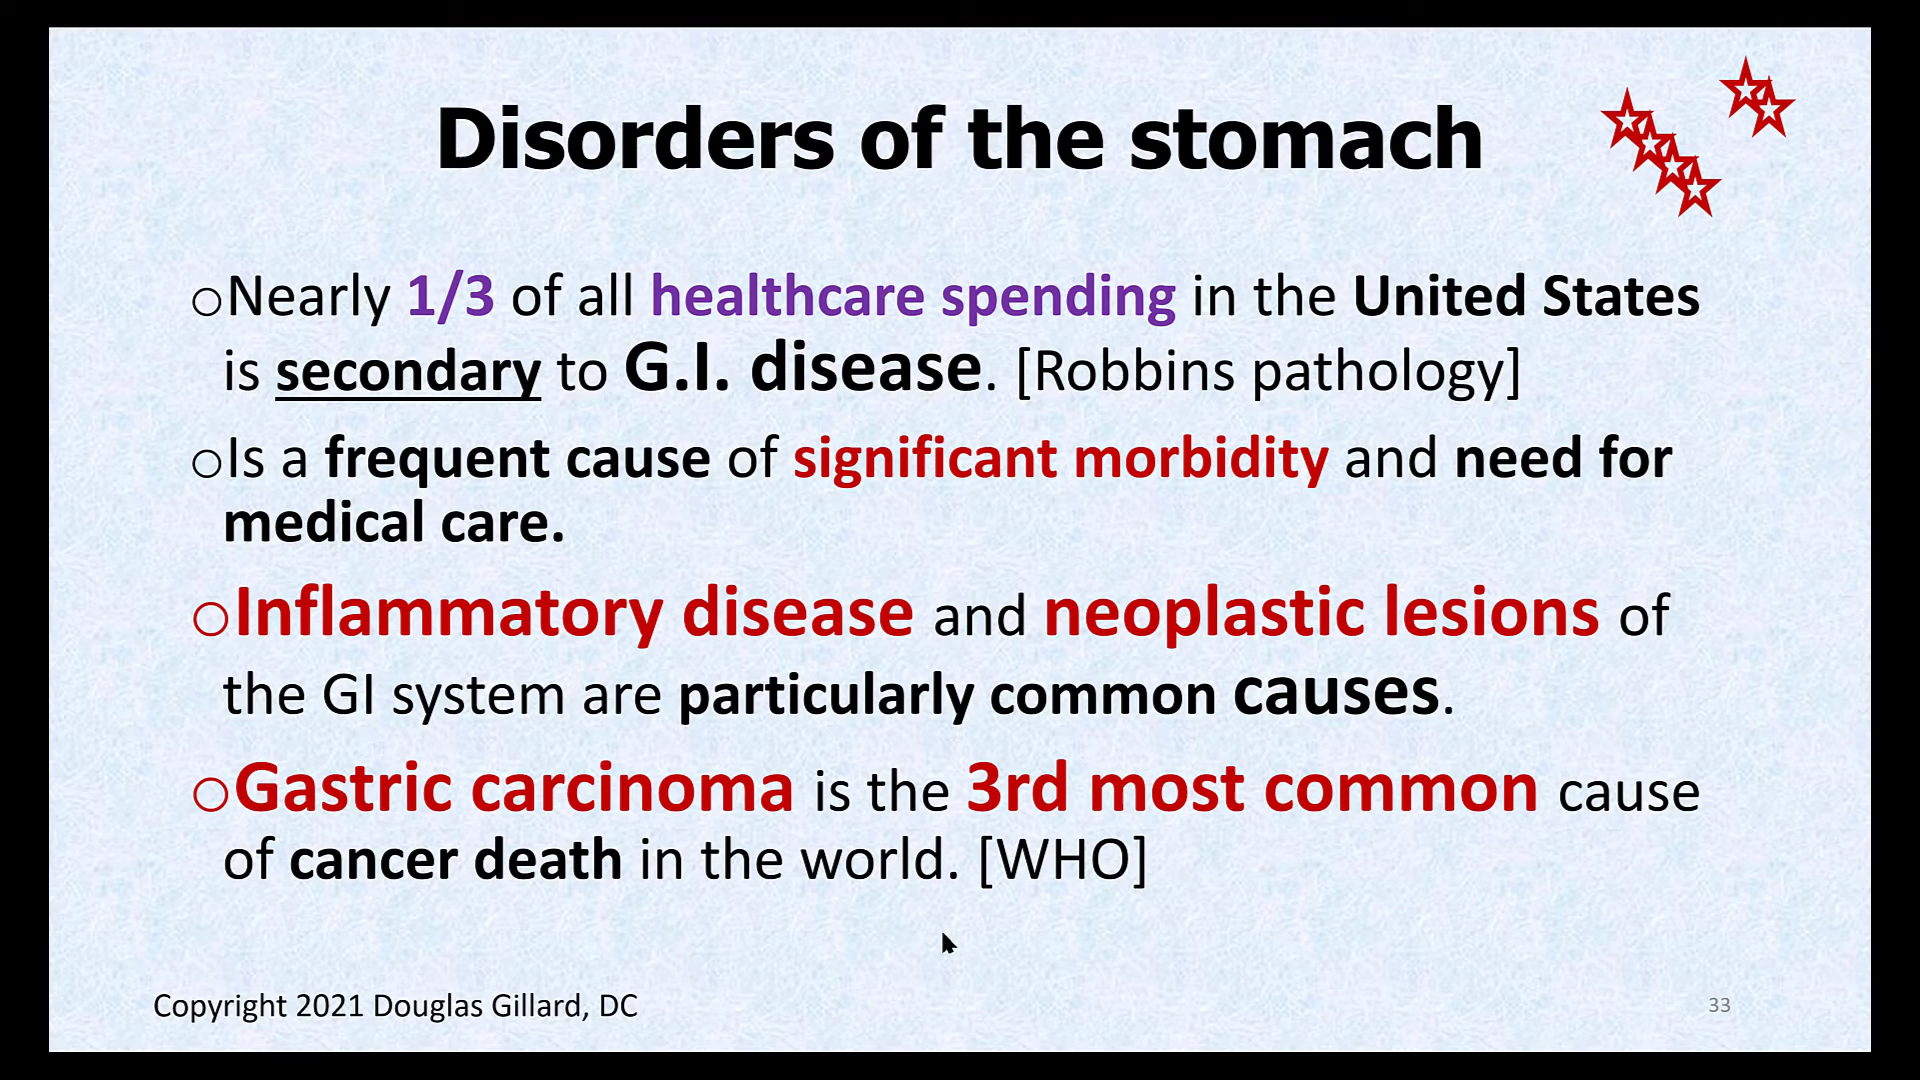 Disorders of the stomach
oNearly 1/3 of all healthcare spending in the United States
is secondary to G.I. disease. [Robbins pathology]
oIs a frequent cause of significant morbidity and need for
medical care.
oInflammatory disease and neoplastic lesions of
the GI system are particularly common causes.
oGastric carcinoma is the 3rd most common cause
of cancer death in the world. [WHO]
Copyright 2021 Douglas Gillard, DC
33